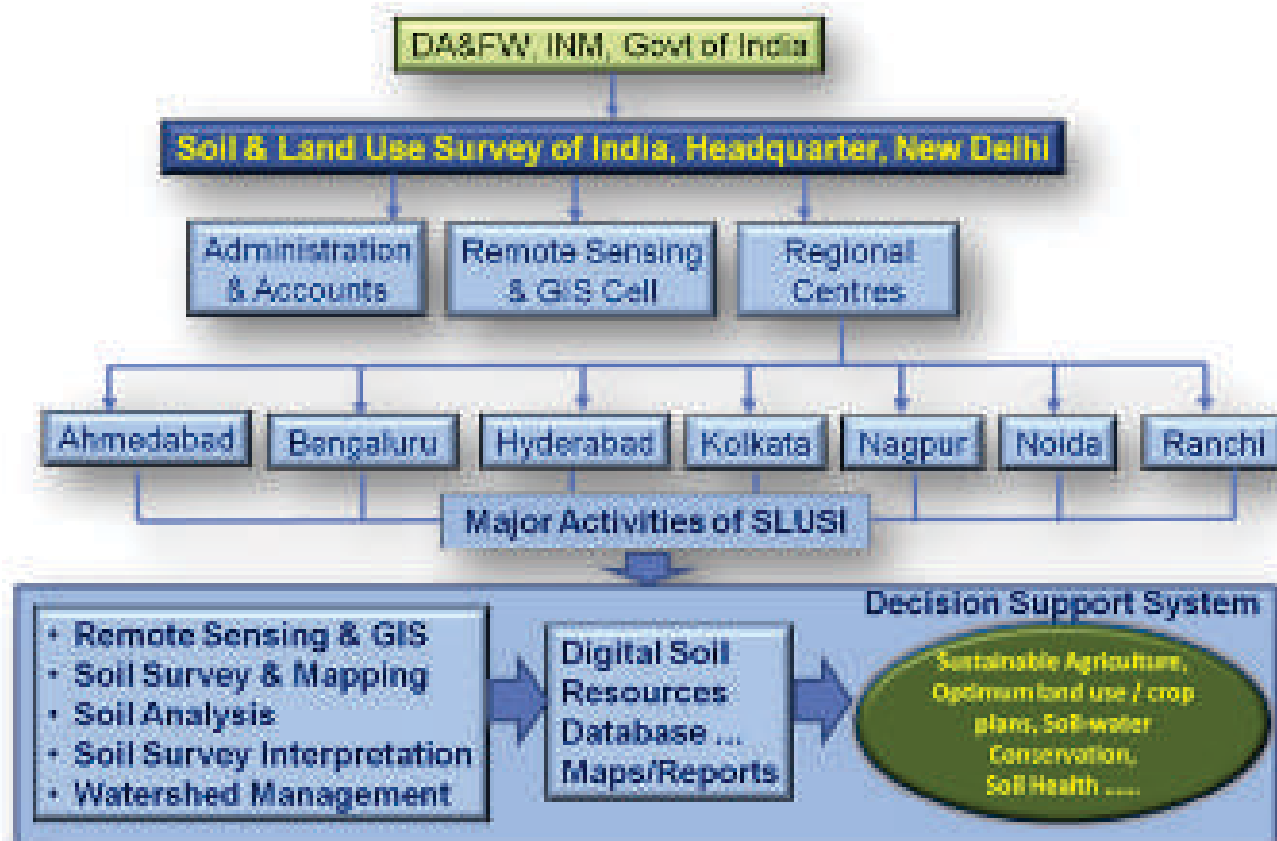 DA&FW, INM, Govt of India
Soil & Land Use Survey of India, Headquarter, New Delhi
Administration
& Accounts
Remote Sensing
& GIS Cell
Regional
Centres
Ahmedabad
Bengaluru
Hyderabad
Kolkata
Nagpur
Noida
Ranchi
Major Activities of SLUSI
• Remote Sensing & GIS
• Soil Survey & Mapping
• Soil Analysis
• Soil Survey Interpretation
• Watershed Management
Digital Soil
Resources
Database ...
Maps/Reports
Decision Support System
Sustainable Agriculture,
Optimum land use / crop
plans, Soil-water
Conservation,
Soil Health ......